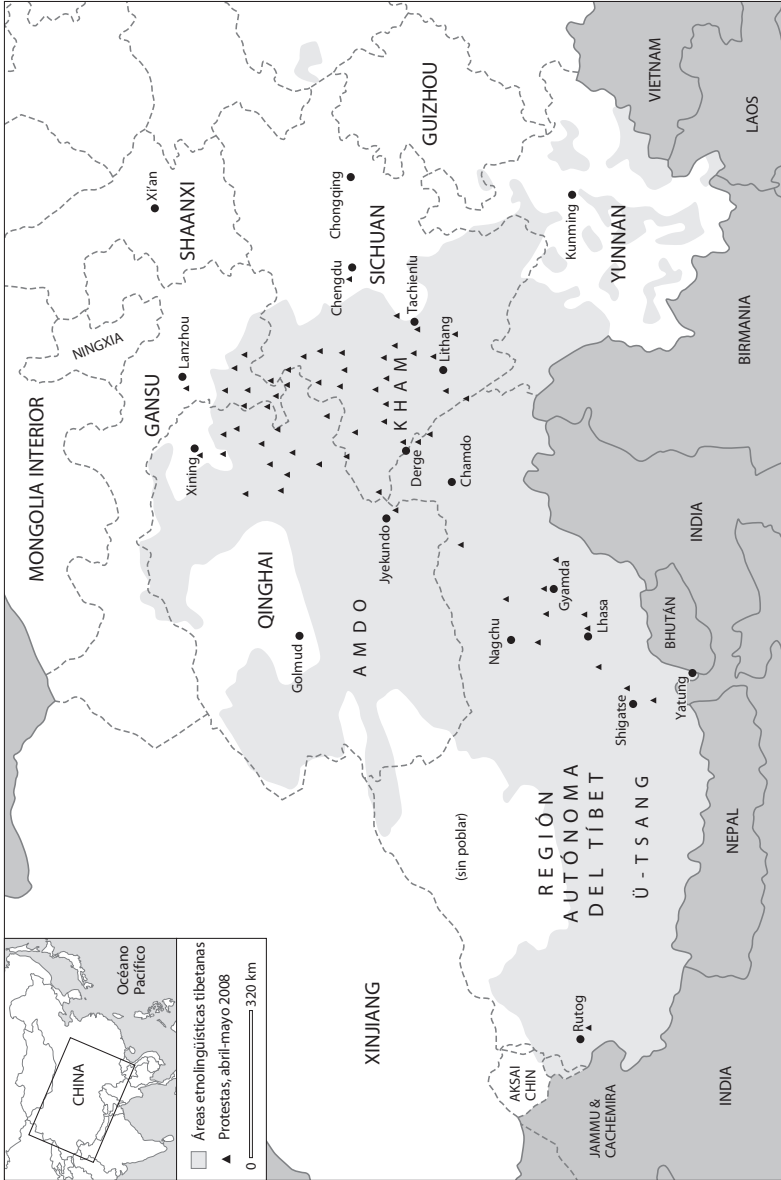 Océano
Pacífico
CHINA
Áreas etnolingüísticas tibetanas
Protestas, abril-mayo 2008
0
320 km
MONGOLIA INTERIOR
NINGXIA
GANSU
Lanzhou
Xining
SHAANXI
Xi'an
XINJIANG
QINGHAI
Golmud
AMDO
Jyekundo
KHAM
Derge
Chamdo
Lithang
Tachienlu
SICHUAN
Chengdu
Chongqing
GUIZHOU
YUNNAN
Kunming
AKSAI
CHIN
Rutog
(sin poblar)
REGIÓN
AUTÓNOMA
DEL TÍBET
Ü-TSANG
Nagchu
Gyamda
Lhasa
Shigatse
Yatung
JAMMU &
CACHEMIRA
INDIA
NEPAL
BHUTÁN
INDIA
BIRMANIA
LAOS
VIETNAM